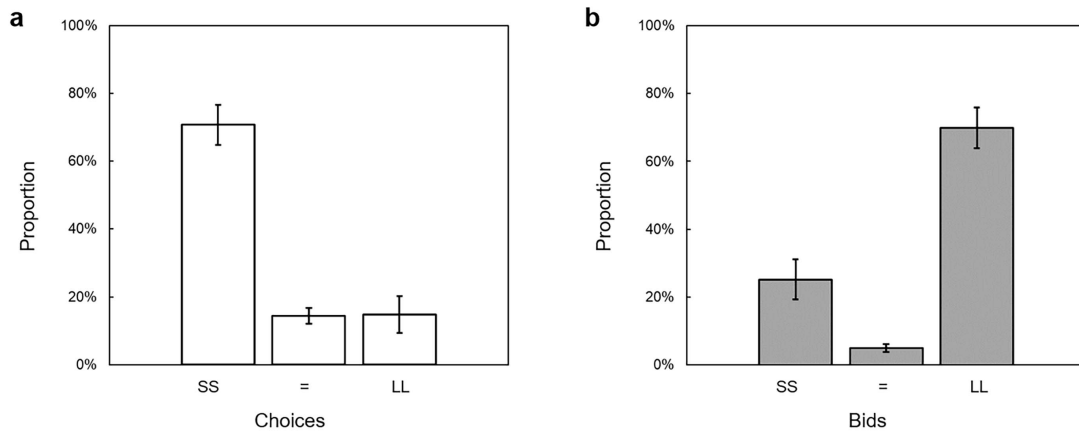 a
100%
80%
60%
40%
20%
0%
Proportion
SS = LL
Choices
b
100%
80%
60%
40%
20%
0%
Proportion
SS = LL
Bids